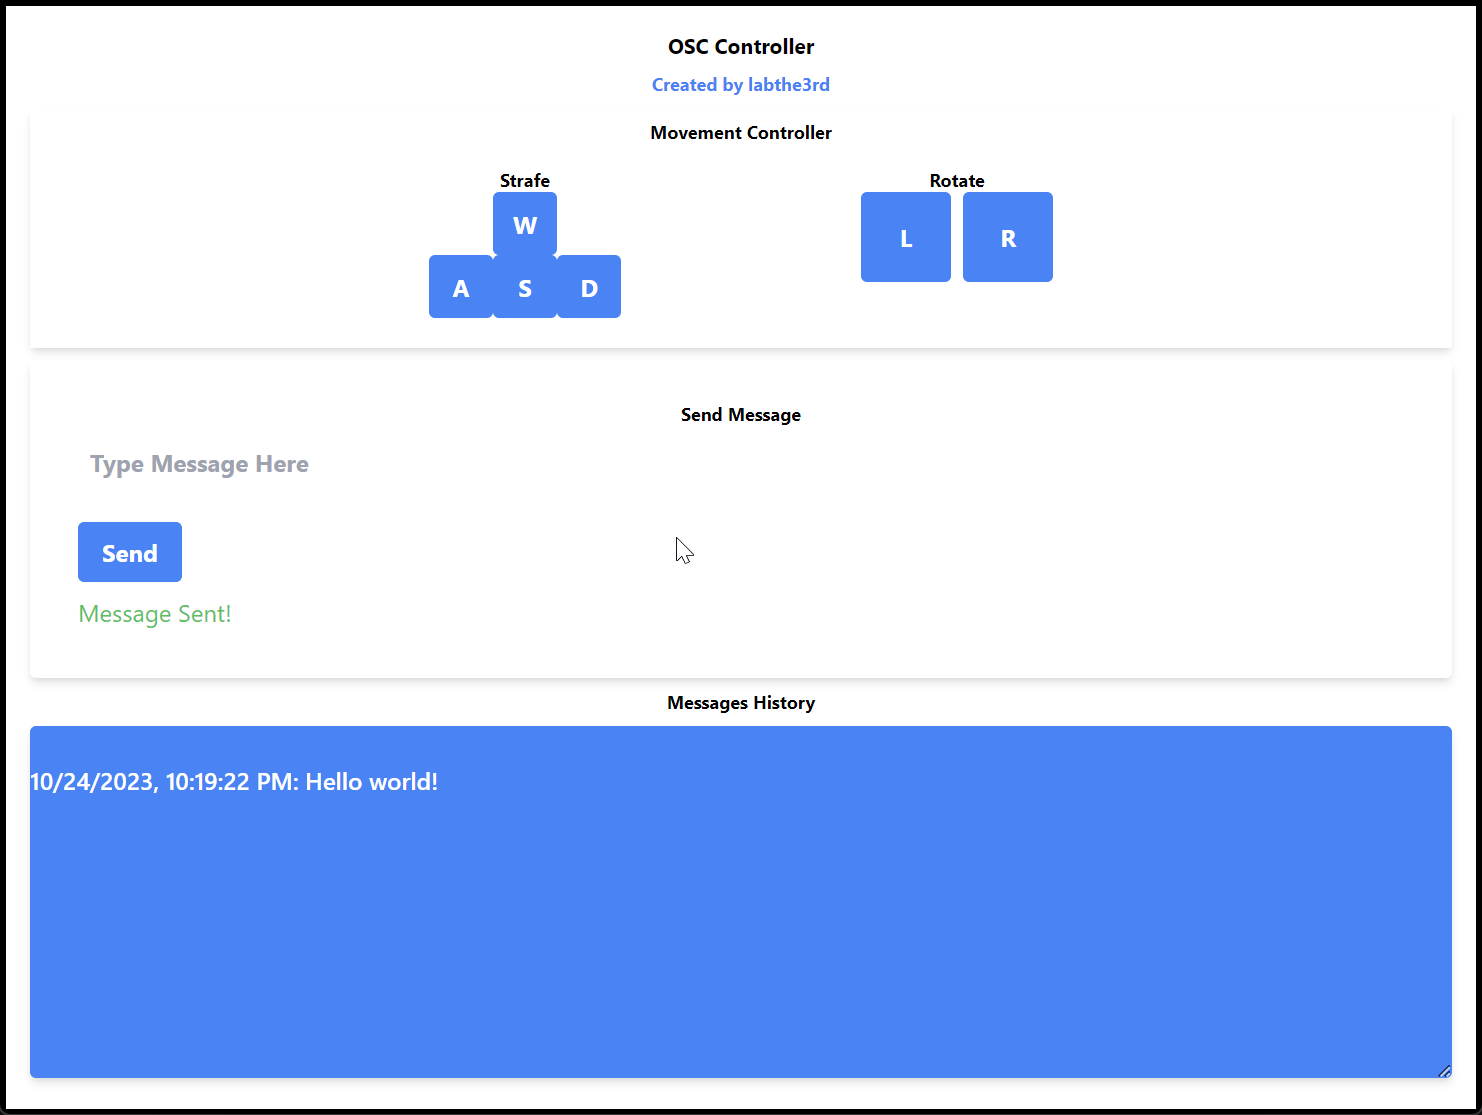 OSC Controller
Created by labthe3rd
Movement Controller
Strafe
W
A S D
Rotate
L R
Send Message
Type Message Here
Send
Message Sent!
Messages History
10/24/2023, 10:19:22 PM: Hello world!